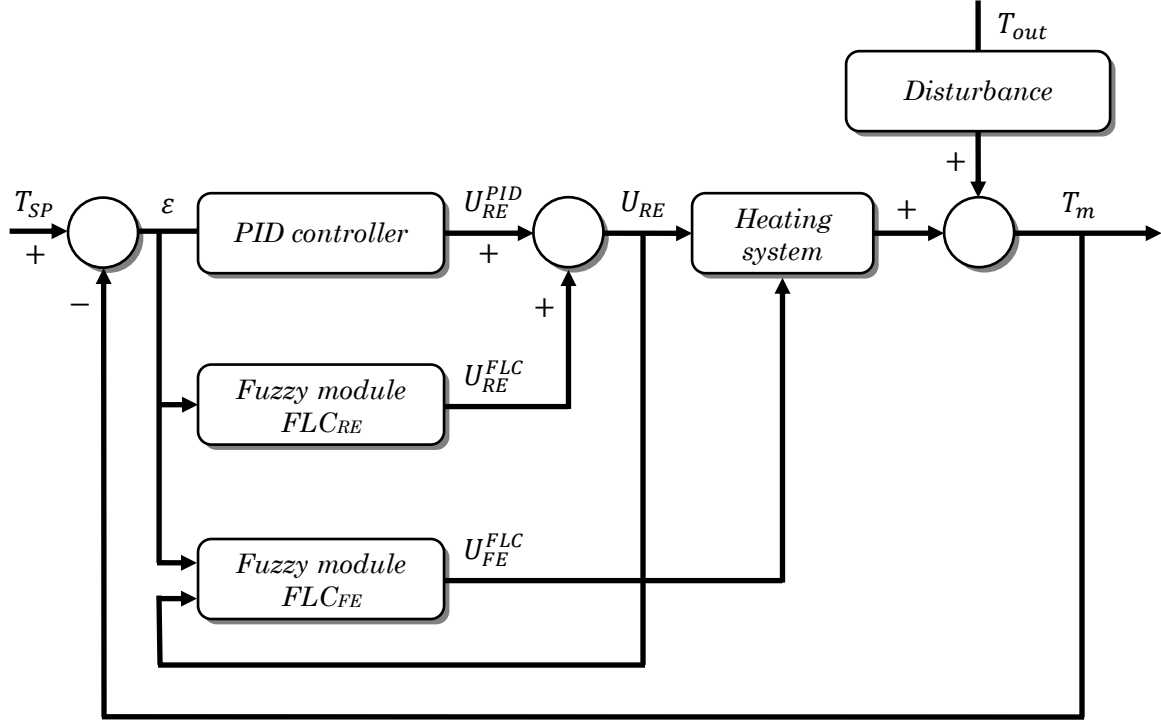 T_out
Disturbance
+
T_SP
ε
PID controller
U_RE^PID
U_RE
Heating
system
+
T_m
+
+
−
+
Fuzzy module
FLC_RE
U_RE^FLC
Fuzzy module
FLC_FE
U_FE^FLC